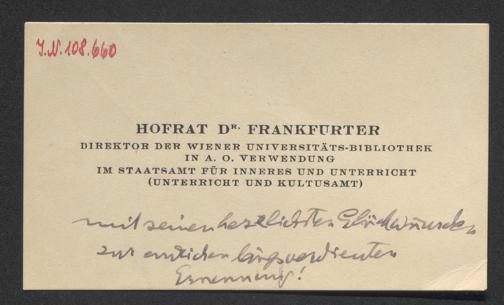 J.N. 108.660
HOFRAT DR. FRANKFURTER
DIREKTOR DER WIENER UNIVERSITÄTS-BIBLIOTHEK
IN A. O. VERWENDUNG
IM STAATSAMT FÜR INNERES UND UNTERRICHT
(UNTERRICHT UND KULTUSAMT)
mit seinen herzlichsten Glückwünschen
zur endlichen längstverdienten
Ernennung!